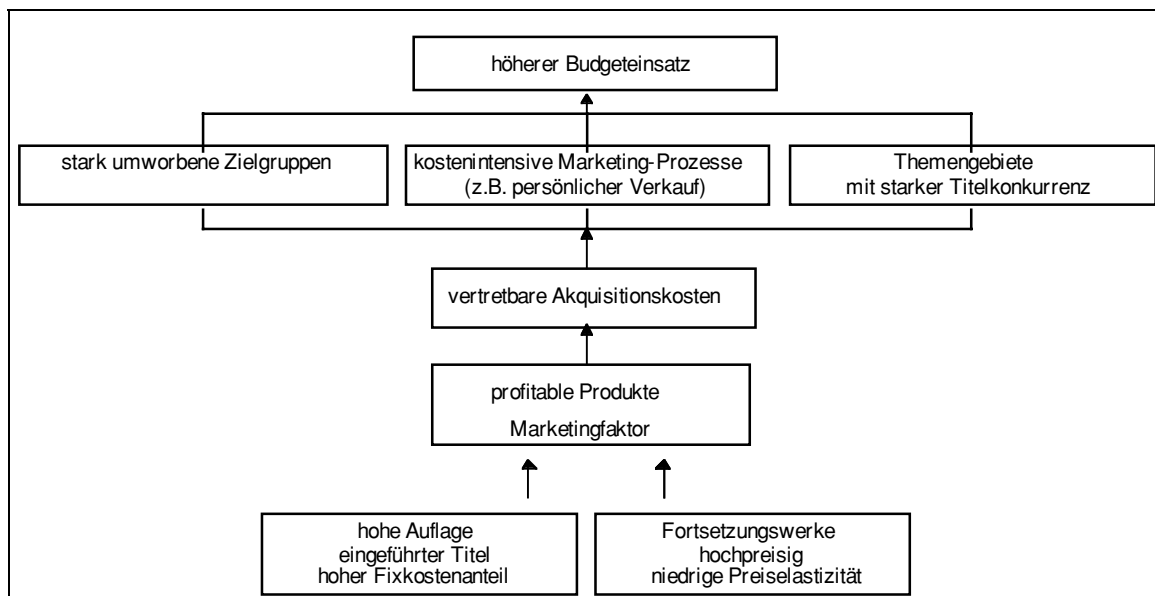 höherer Budgeteinsatz
stark umworbene Zielgruppen
kostenintensive Marketing-Prozesse
(z.B. persönlicher Verkauf)
Themengebiete
mit starker Titelkonkurrenz
vertretbare Akquisitionskosten
profitable Produkte
Marketingfaktor
hohe Auflage
eingeführter Titel
hoher Fixkostenanteil
Fortsetzungswerke
hochpreisig
niedrige Preiselastizität